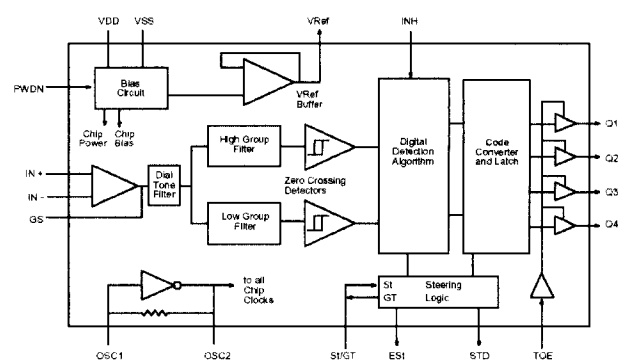 VDD VSS VRef INH
PWDN
Bias
Circuit
VRef
Buffer
Chip
Power
Chip
Bias
High Group
Filter
Digital
Detection
Algorithm
Code
Converter
and Latch
Q1
Q2
Q3
Q4
IN +
IN -
GS
Dial
Tone
Filter
Zero Crossing
Detectors
Low Group
Filter
to all
Chip
Clocks
St Steering
GT Logic
OSC1 OSC2 St/GT ESt STD TOE